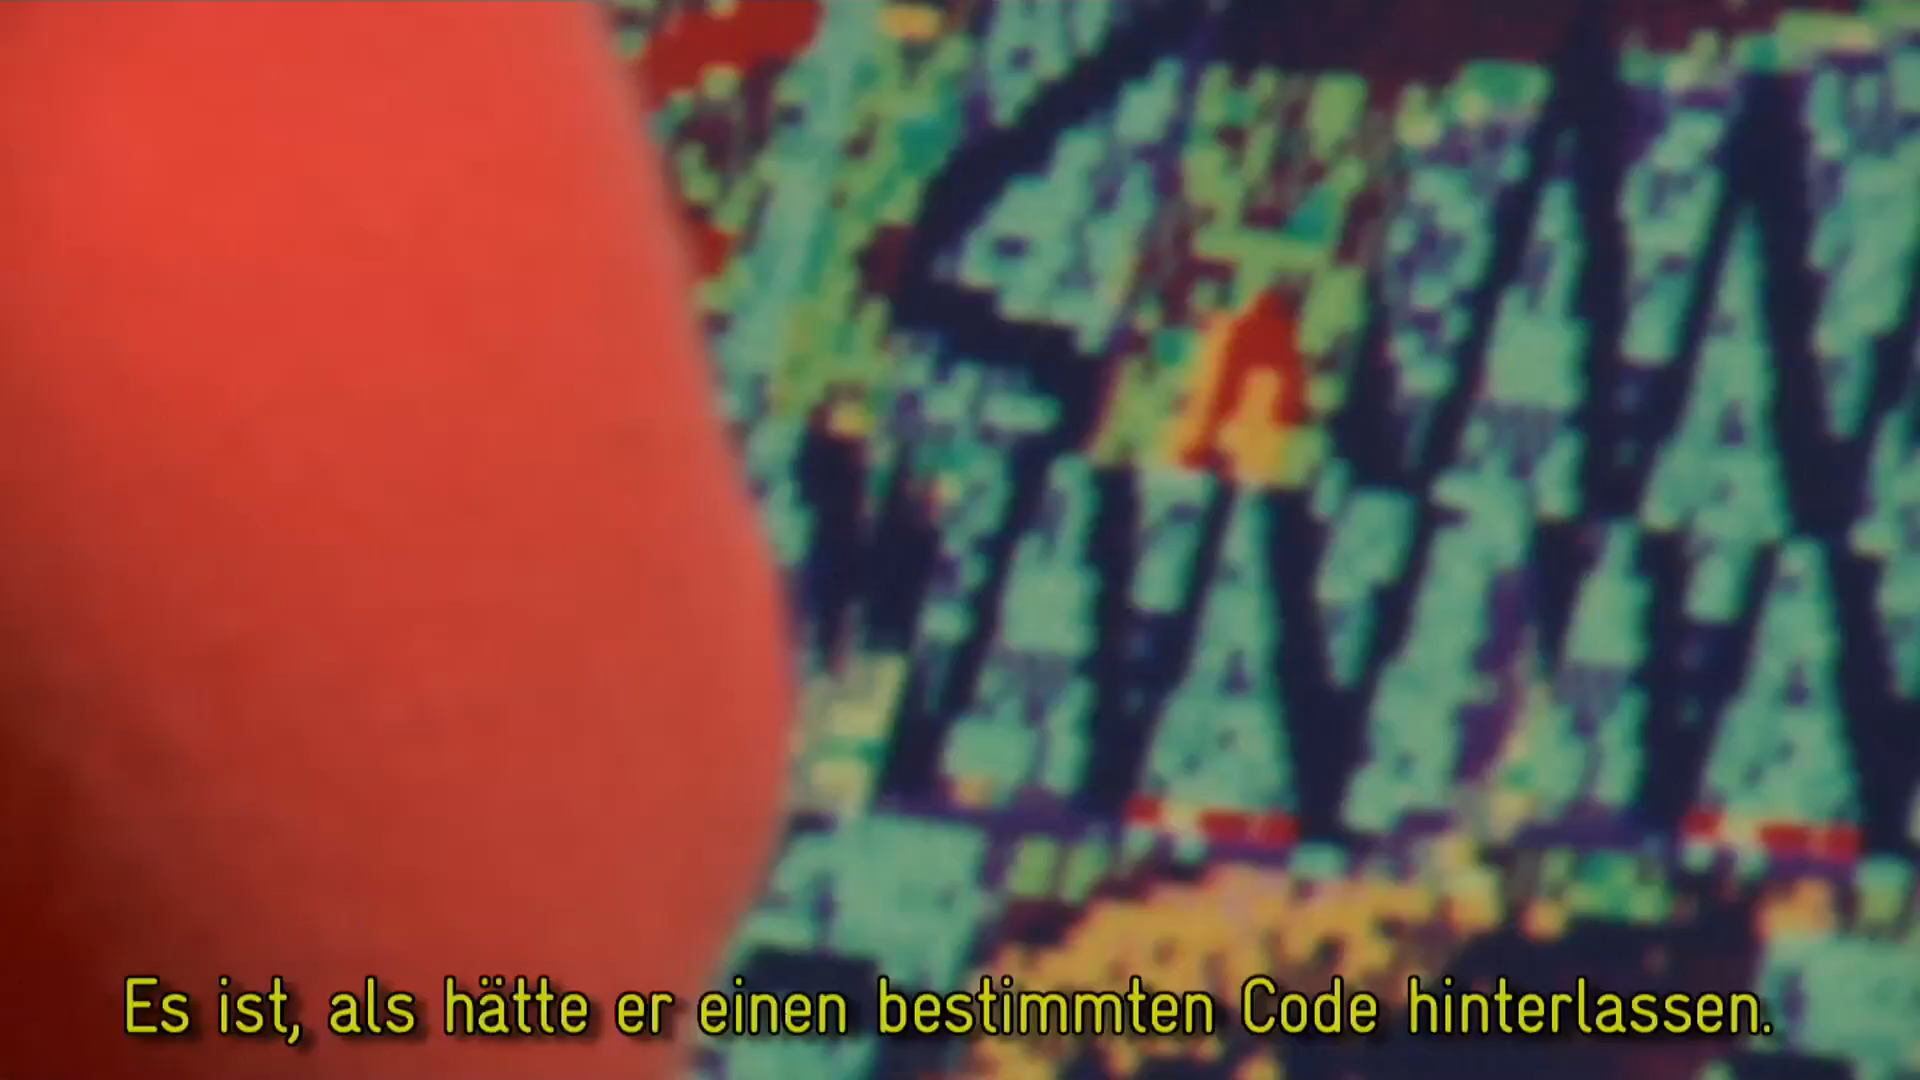 Es ist, als hätte er einen bestimmten Code hinterlassen.